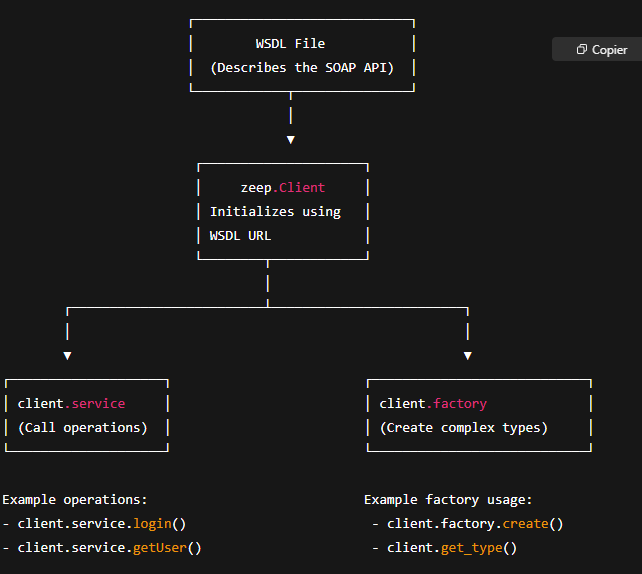 WSDL File
(Describes the SOAP API)
Copier
zeep.Client
Initializes using
WSDL URL
client.service
(Call operations)
client.factory
(Create complex types)
Example operations:
- client.service.login()
- client.service.getUser()
Example factory usage:
- client.factory.create()
- client.get_type()